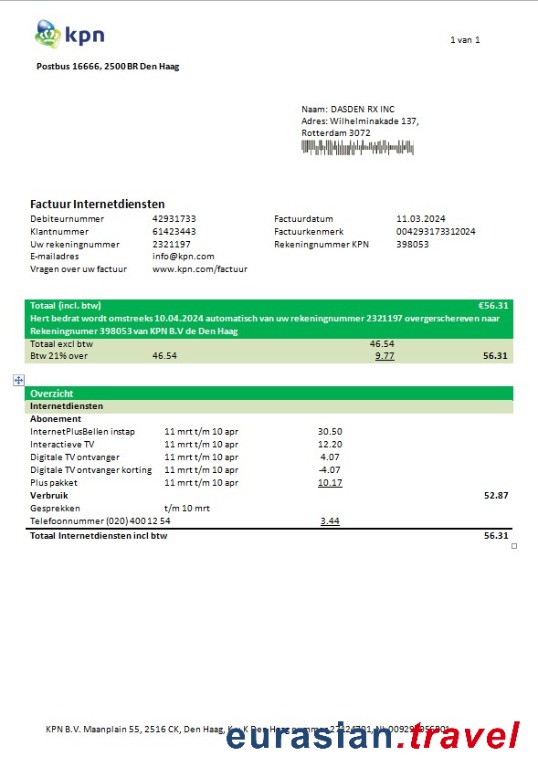 kpn
1 van 1
Postbus 16666, 2500 BR Den Haag
Naam: DASDEN RX INC
Adres: Wilhelminakade 137,
Rotterdam 3072
Factuur Internetdiensten
Debiteurnummer 42931733 Factuurdatum 11.03.2024
Klantnummer 61423443 Factuurkenmerk 004293173312024
Uw rekeningnummer 2321197 Rekeningnummer KPN 398053
E-mailadres info@kpn.com
Vragen over uw factuur www.kpn.com/factuur
Totaal (incl. btw) €56.31
Hert bedrat wordt omstreeks 10.04.2024 automatisch van uw rekeningnummer 2321197 overgerschereven naar
Rekeningnumer 398053 van KPN B.V de Den Haag
Totaal excl btw 46.54
Btw 21% over 46.54 9.77 56.31
Overzicht
Internetdiensten
Abonement
InternetPlusBellen instap 11 mrt t/m 10 apr 30.50
Interactieve TV 11 mrt t/m 10 apr 12.20
Digitale TV ontvanger 11 mrt t/m 10 apr 4.07
Digitale TV ontvanger korting 11 mrt t/m 10 apr -4.07
Plus pakket 11 mrt t/m 10 apr 10.17
Verbruik 52.87
Gesprekken t/m 10 mrt
Telefoonnummer (020) 400 12 54 3.44
Totaal Internetdiensten incl btw 56.31
KPN B.V. Maanplain 55, 2516 CK, Den Haag, Den Haag
eurasian.travel